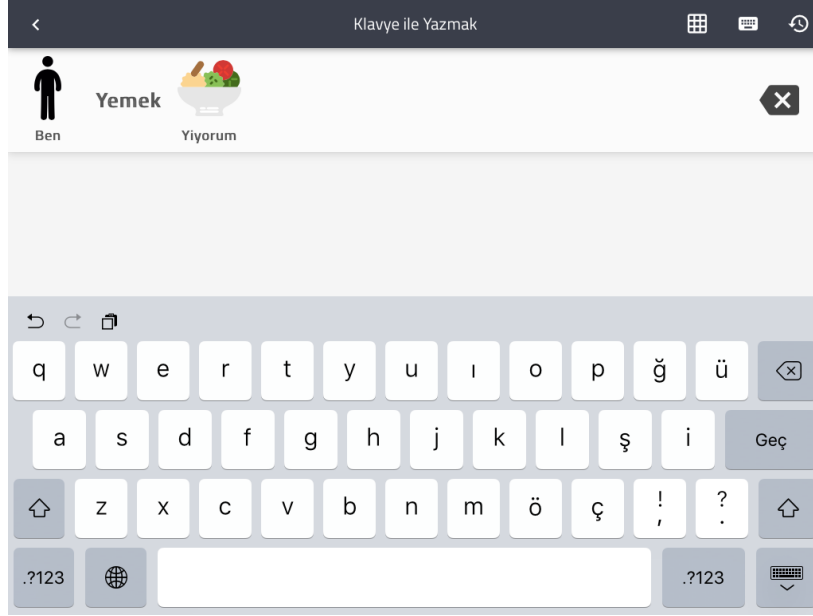 Klavye ile Yazmak
Yemek
Ben
Yiyorum
q w e r t y u ı o p ğ ü
a s d f g h j k l ş i Geç
z x c v b n m ö ç ! , ? .
.?123 .?123